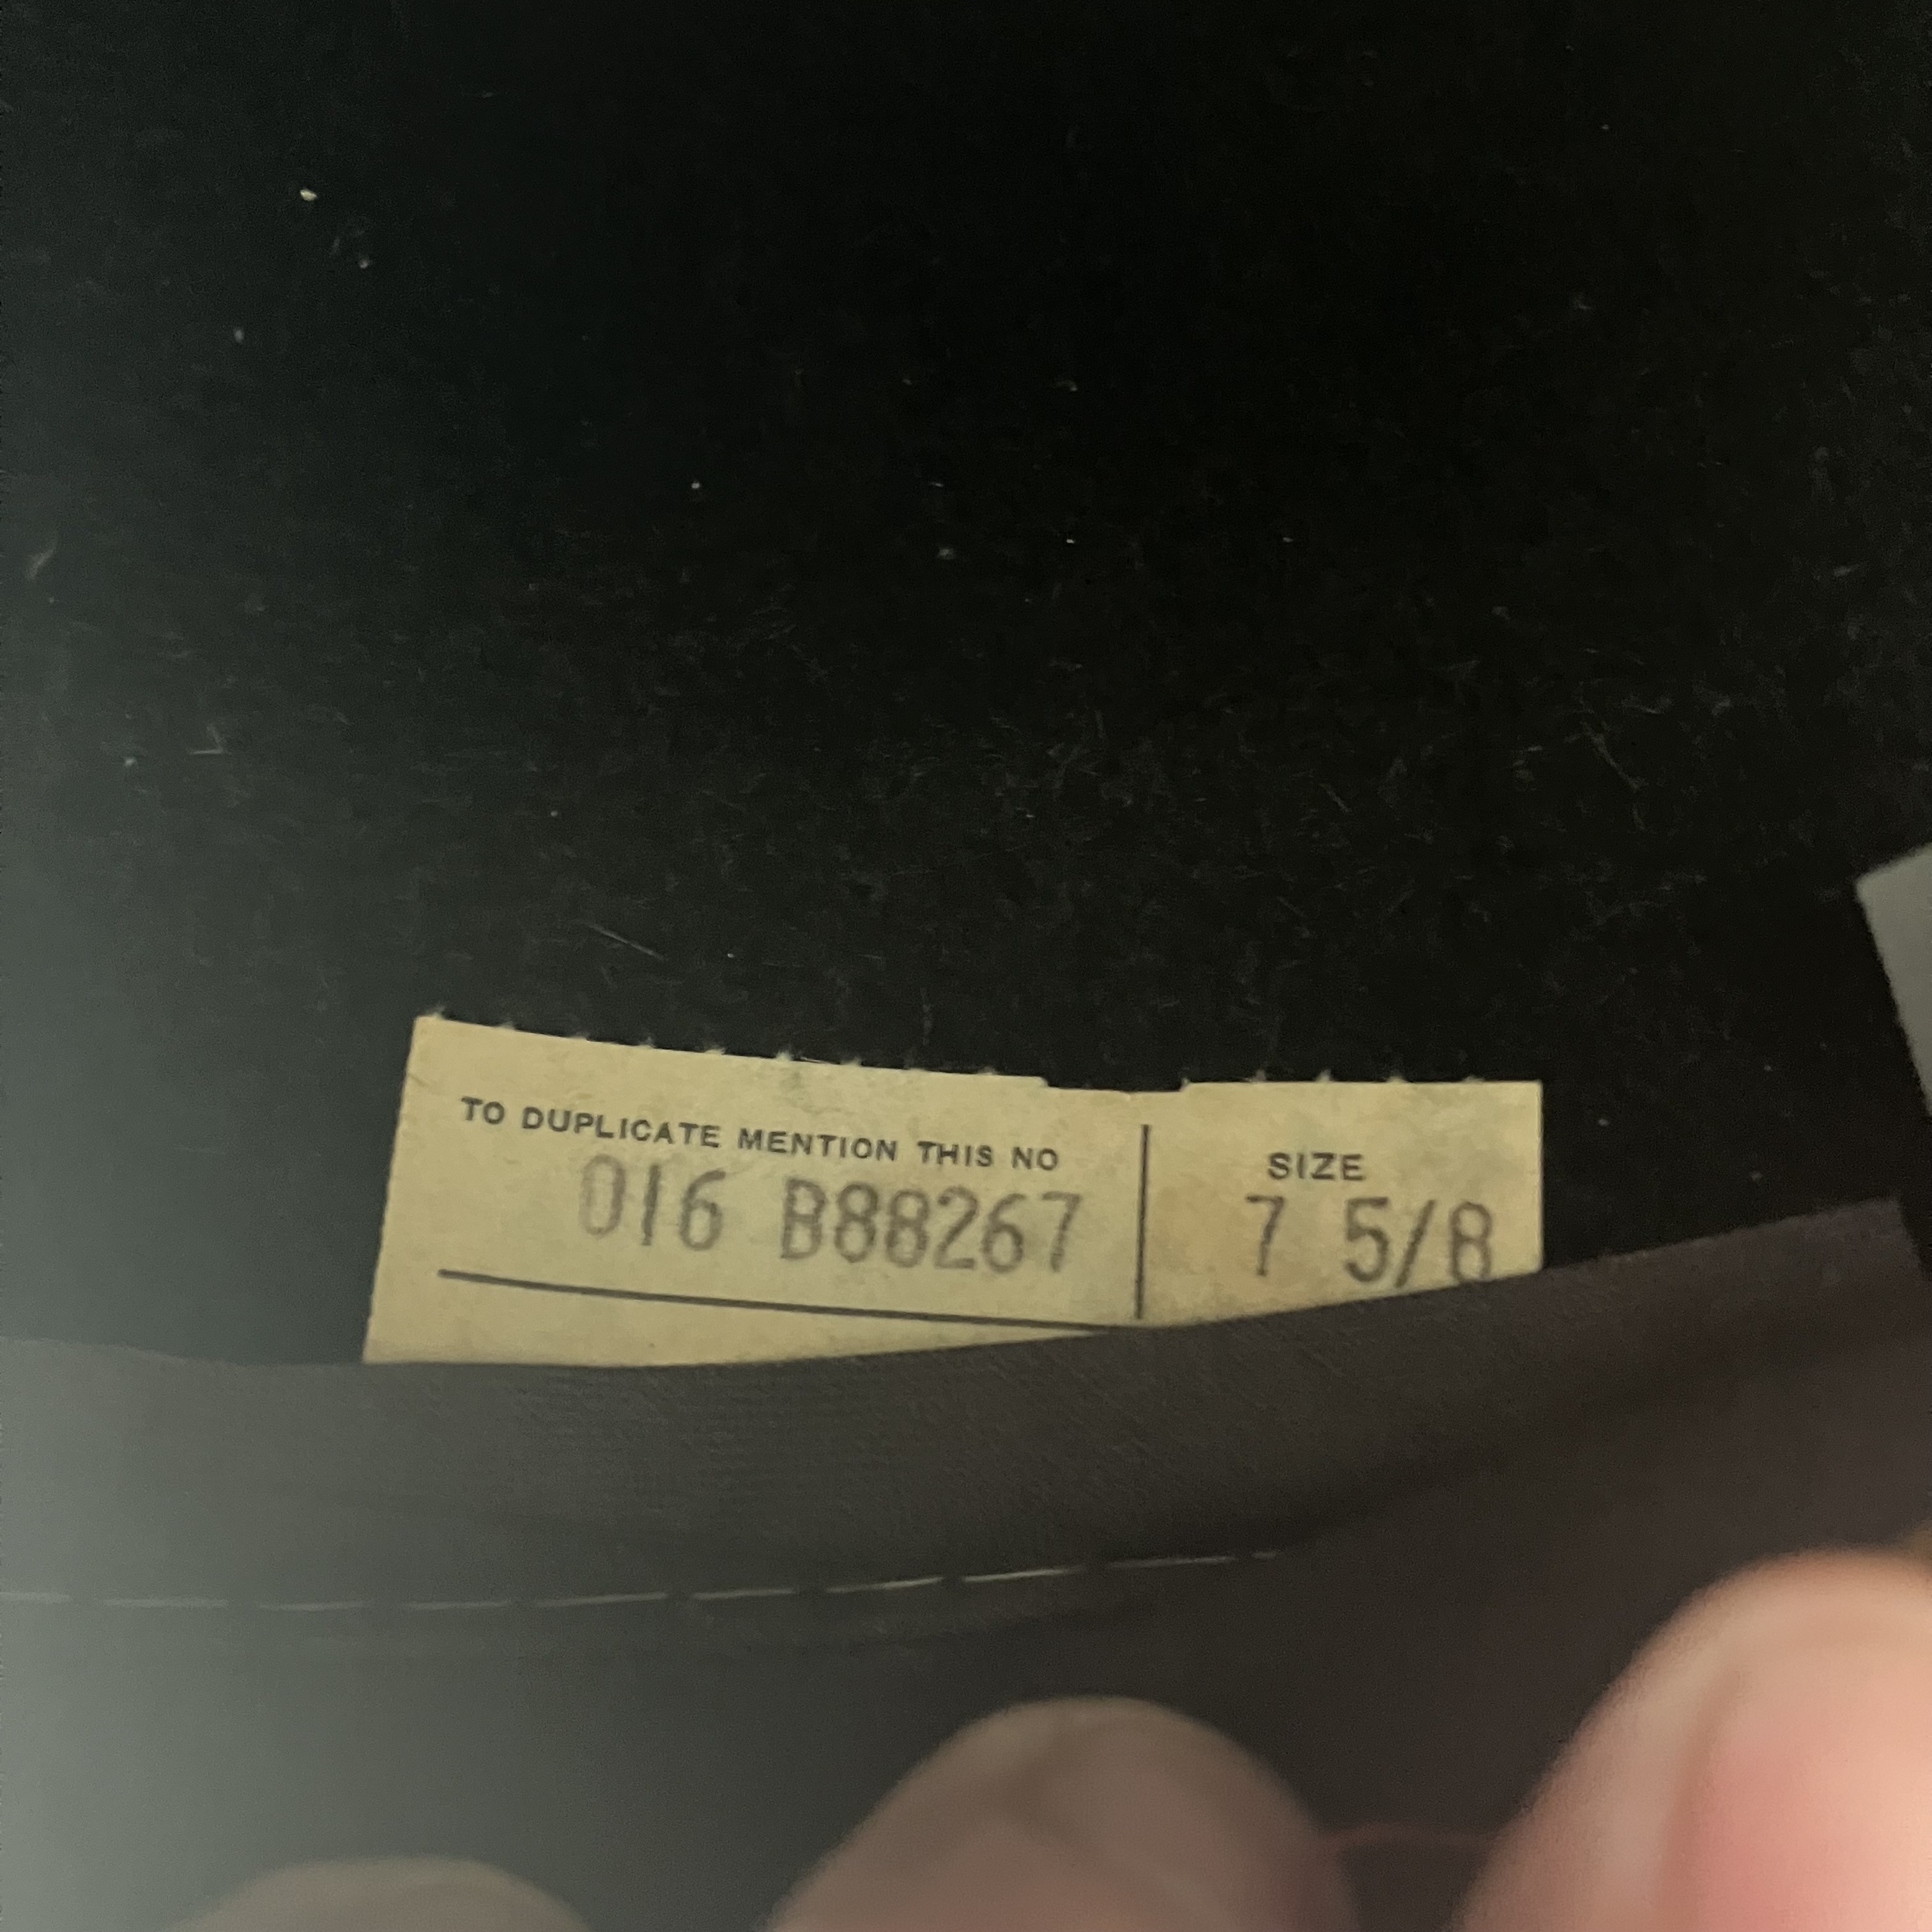 TO DUPLICATE MENTION THIS NO
016 B88267
SIZE
7 5/8